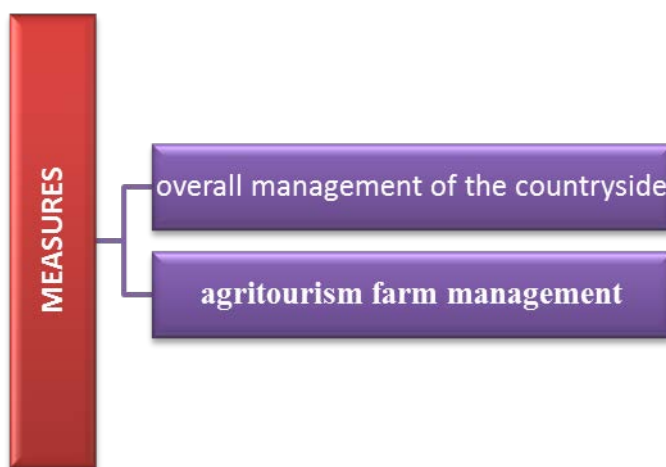 MEASURES
overall management of the countryside
agritourism farm management